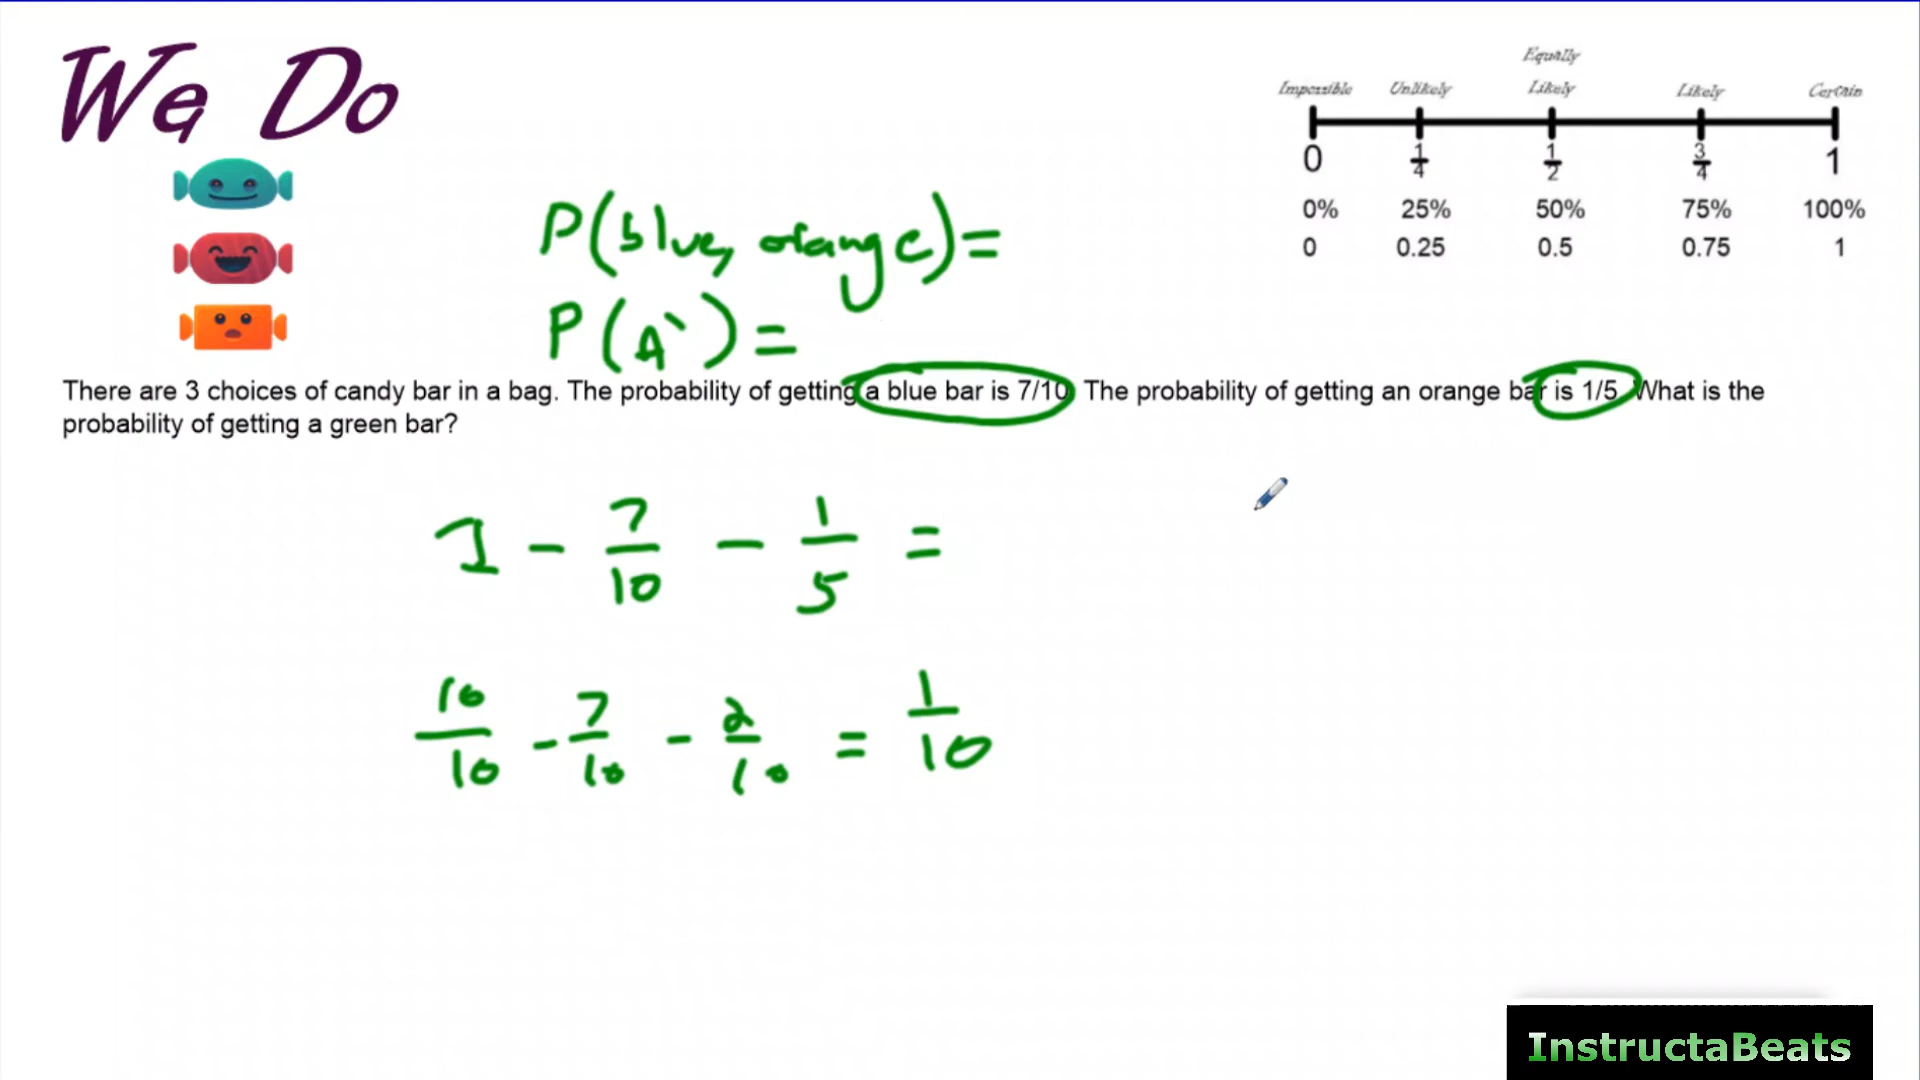 We Do
Equally
Impossible Unlikely Likely Likely Certain
0 1/4 1/2 3/4 1
0% 25% 50% 75% 100%
0 0.25 0.5 0.75 1
P(blue, orange) =
P(A`) =
There are 3 choices of candy bar in a bag. The probability of getting a blue bar is 7/10 The probability of getting an orange bar is 1/5 What is the
probability of getting a green bar?
1 - 7/10 - 1/5 =
10/10 - 7/10 - 2/10 = 1/10
InstructaBeats